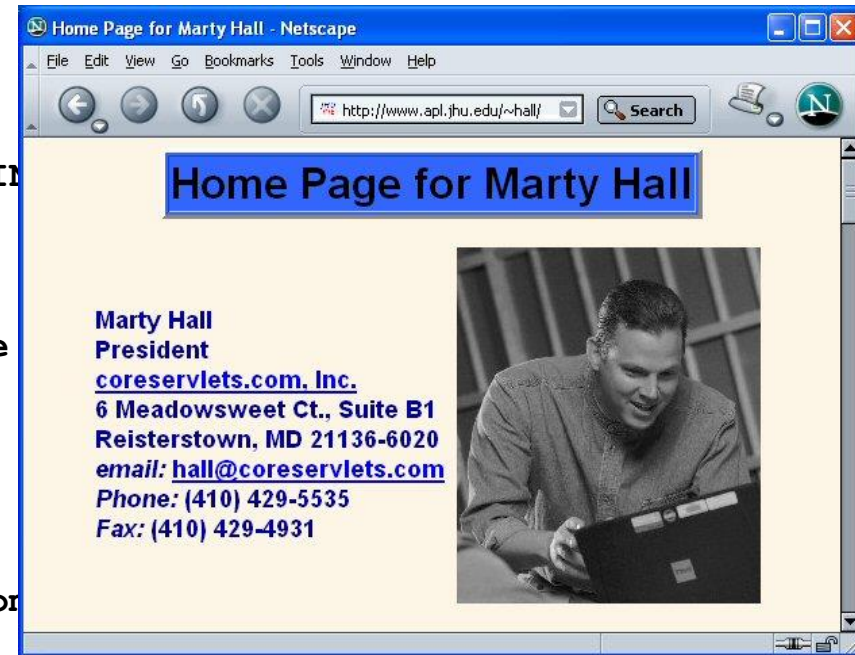 Home Page for Marty Hall - Netscape
File Edit View Go Bookmarks Tools Window Help
http://www.apl.jhu.edu/~hall/ Search
N
Home Page for Marty Hall
Marty Hall
President
coreservlets.com, Inc.
6 Meadowsweet Ct., Suite B1
Reisterstown, MD 21136-6020
email: hall@coreservlets.com
Phone: (410) 429-5535
Fax: (410) 429-4931